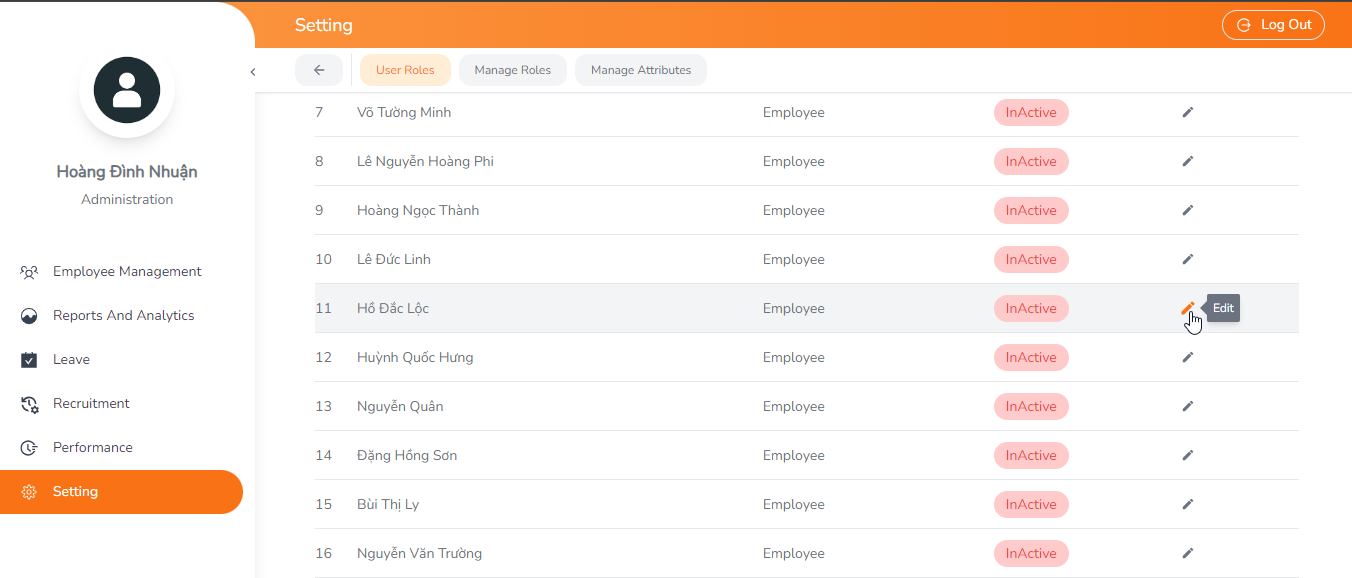 Setting
Log Out
User Roles
Manage Roles
Manage Attributes
Hoàng Đình Nhuận
Administration
Employee Management
Reports And Analytics
Leave
Recruitment
Performance
Setting
7 Võ Tường Minh Employee InActive
8 Lê Nguyễn Hoàng Phi Employee InActive
9 Hoàng Ngọc Thành Employee InActive
10 Lê Đức Linh Employee InActive
11 Hồ Đắc Lộc Employee InActive Edit
12 Huỳnh Quốc Hưng Employee InActive
13 Nguyễn Quân Employee InActive
14 Đặng Hồng Sơn Employee InActive
15 Bùi Thị Ly Employee InActive
16 Nguyễn Văn Trường Employee InActive